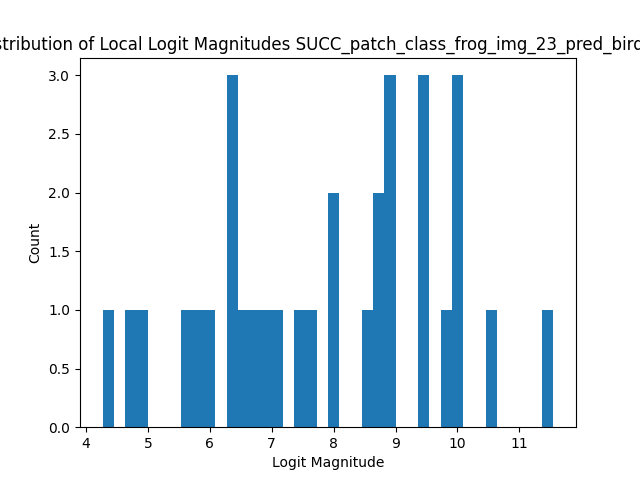 stribution of Local Logit Magnitudes SUCC_patch_class_frog_img_23_pred_bird
3.0
2.5
2.0
1.5
1.0
0.5
0.0
Count
4 5 6 7 8 9 10 11
Logit Magnitude